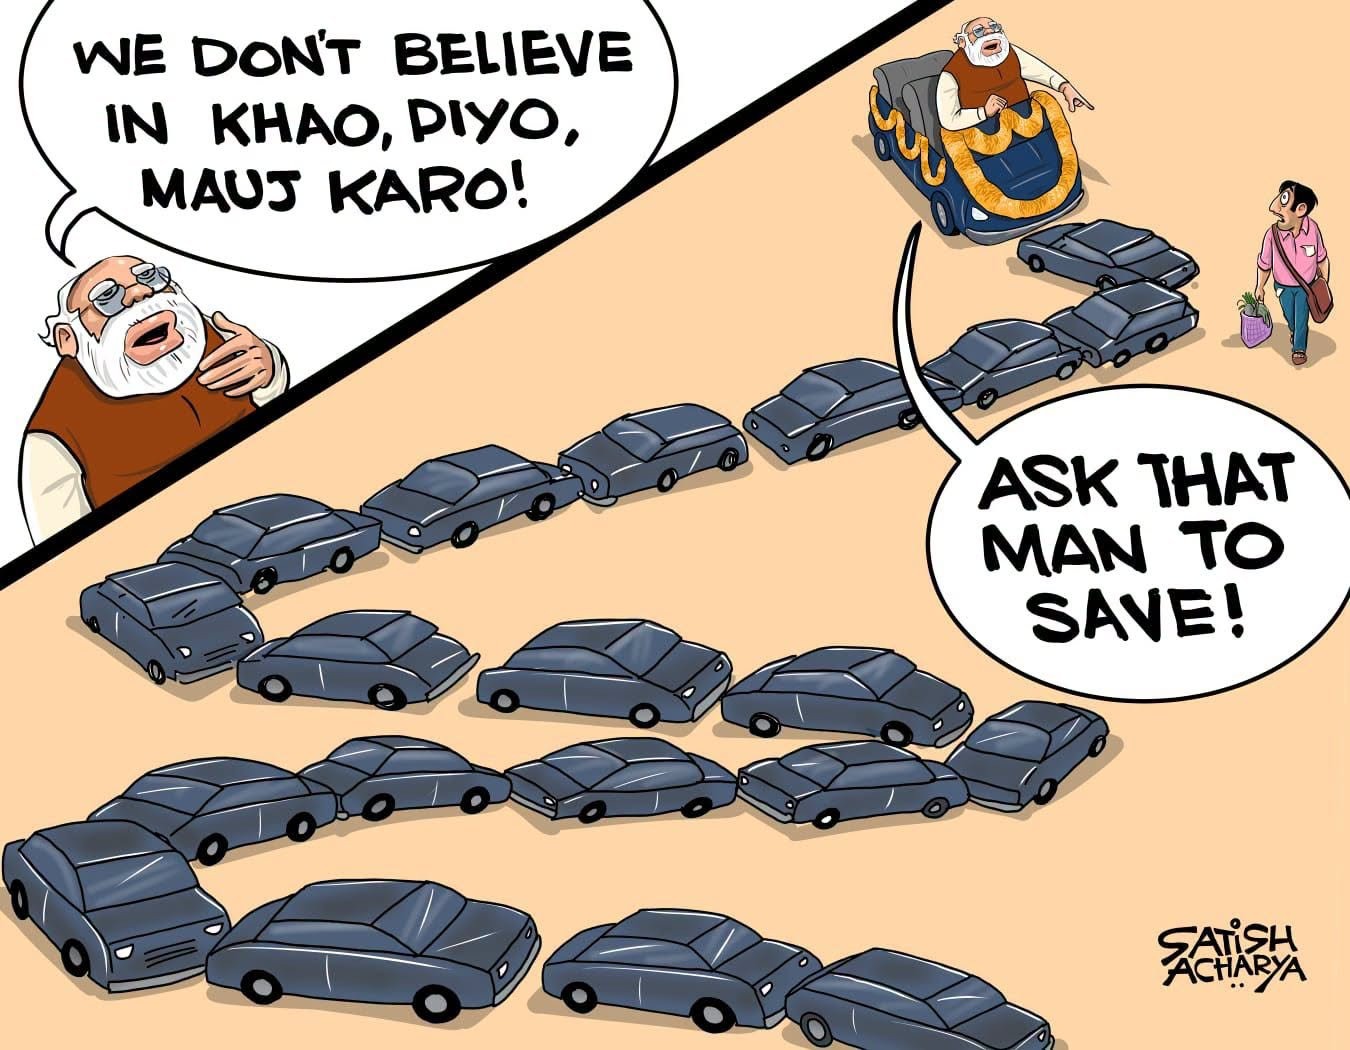 WE DON'T BELIEVE
IN KHAO, PIYO,
MAUJ KARO!
ASK THAT
MAN TO
SAVE!
SATISH
ACHARYA